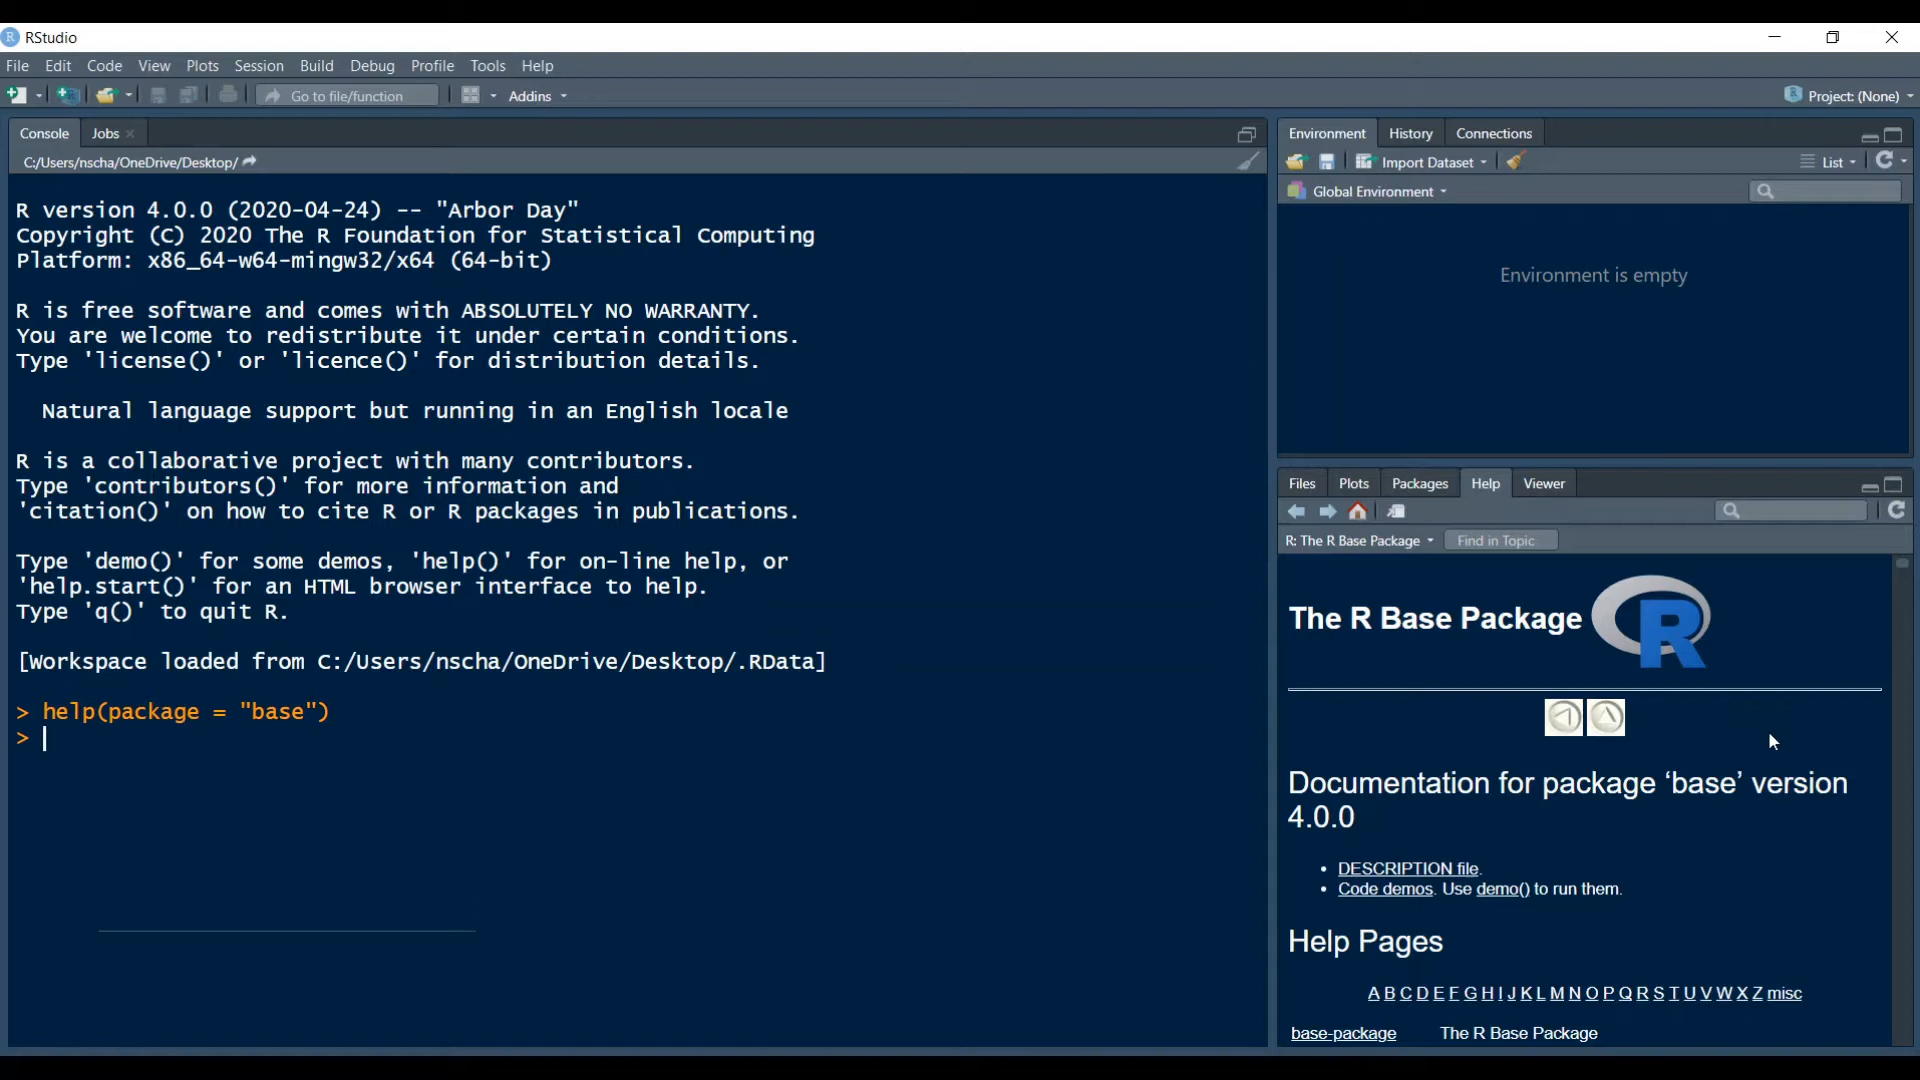 RStudio
File Edit Code View Plots Session Build Debug Profile Tools Help
Go to file/function Addins Project: (None)
Console Jobs
C:/Users/nscha/OneDrive/Desktop/
R version 4.0.0 (2020-04-24) -- "Arbor Day"
Copyright (C) 2020 The R Foundation for Statistical Computing
Platform: x86_64-w64-mingw32/x64 (64-bit)
R is free software and comes with ABSOLUTELY NO WARRANTY.
You are welcome to redistribute it under certain conditions.
Type 'license()' or 'licence()' for distribution details.
Natural language support but running in an English locale
R is a collaborative project with many contributors.
Type 'contributors()' for more information and
'citation()' on how to cite R or R packages in publications.
Type 'demo()' for some demos, 'help()' for on-line help, or
'help.start()' for an HTML browser interface to help.
Type 'q()' to quit R.
[Workspace loaded from C:/Users/nscha/OneDrive/Desktop/.RData]
> help(package = "base")
>
Environment History Connections
Import Dataset List
Global Environment
Environment is empty
Files Plots Packages Help Viewer
R: The R Base Package Find in Topic
The R Base Package R
Documentation for package ‘base’ version
4.0.0
• DESCRIPTION file.
• Code demos. Use demo() to run them.
Help Pages
A B C D E F G H I J K L M N O P Q R S T U V W X Z misc
base-package The R Base Package